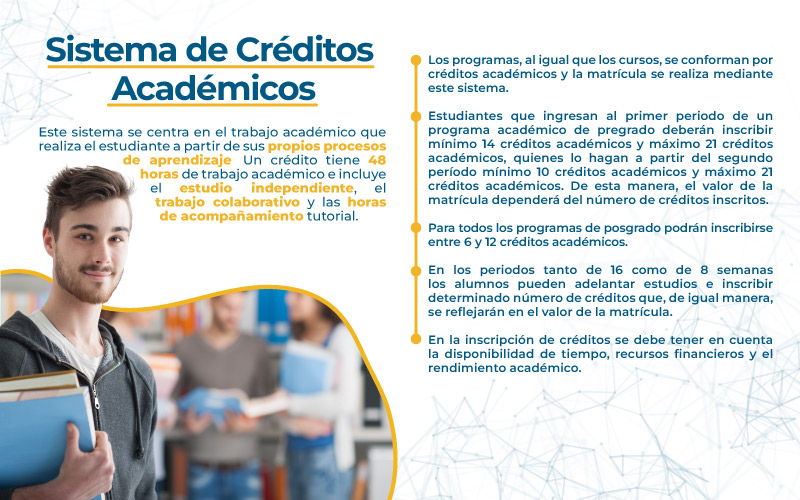 Sistema de Créditos
Académicos
Este sistema se centra en el trabajo académico que
realiza el estudiante a partir de sus propios procesos
de aprendizaje Un crédito tiene 48
horas de trabajo académico e incluye
el estudio independiente, el
trabajo colaborativo y las horas
de acompañamiento tutorial.
Los programas, al igual que los cursos, se conforman por
créditos académicos y la matrícula se realiza mediante
este sistema.
Estudiantes que ingresan al primer periodo de un
programa académico de pregrado deberán inscribir
mínimo 14 créditos académicos y máximo 21 créditos
académicos, quienes lo hagan a partir del segundo
período mínimo 10 créditos académicos y máximo 21
créditos académicos. De esta manera, el valor de la
matrícula dependerá del número de créditos inscritos.
Para todos los programas de posgrado podrán inscribirse
entre 6 y 12 créditos académicos.
En los periodos tanto de 16 como de 8 semanas
los alumnos pueden adelantar estudios e inscribir
determinado número de créditos que, de igual manera,
se reflejarán en el valor de la matrícula.
En la inscripción de créditos se debe tener en cuenta
la disponibilidad de tiempo, recursos financieros y el
rendimiento académico.